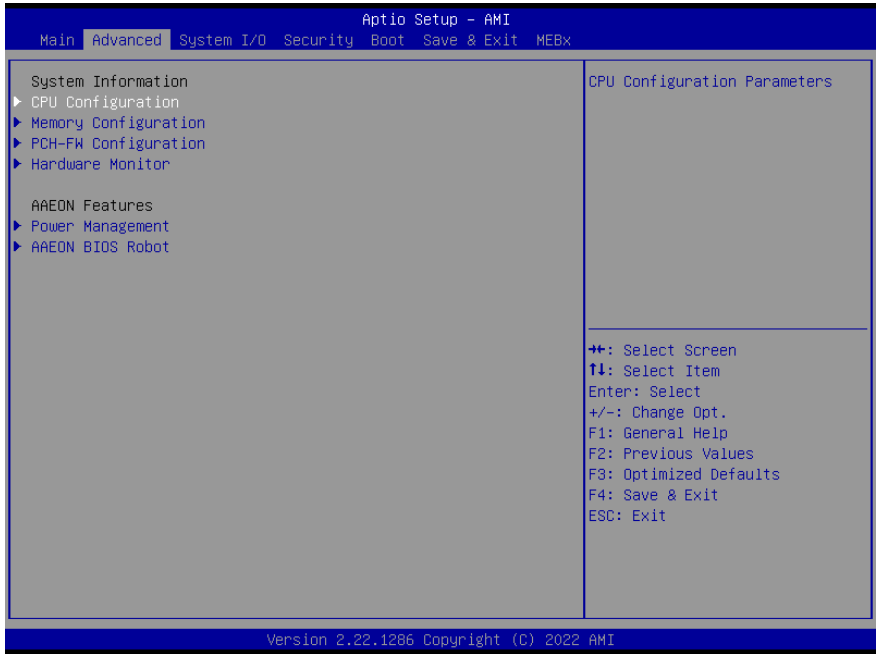 Aptio Setup – AMI
Main Advanced System I/O Security Boot Save & Exit MEBx
System Information
CPU Configuration
Memory Configuration
PCH-FW Configuration
Hardware Monitor
AAEON Features
Power Management
AAEON BIOS Robot
CPU Configuration Parameters
→←: Select Screen
↑↓: Select Item
Enter: Select
+/-: Change Opt.
F1: General Help
F2: Previous Values
F3: Optimized Defaults
F4: Save & Exit
ESC: Exit
Version 2.22.1286 Copyright (C) 2022 AMI